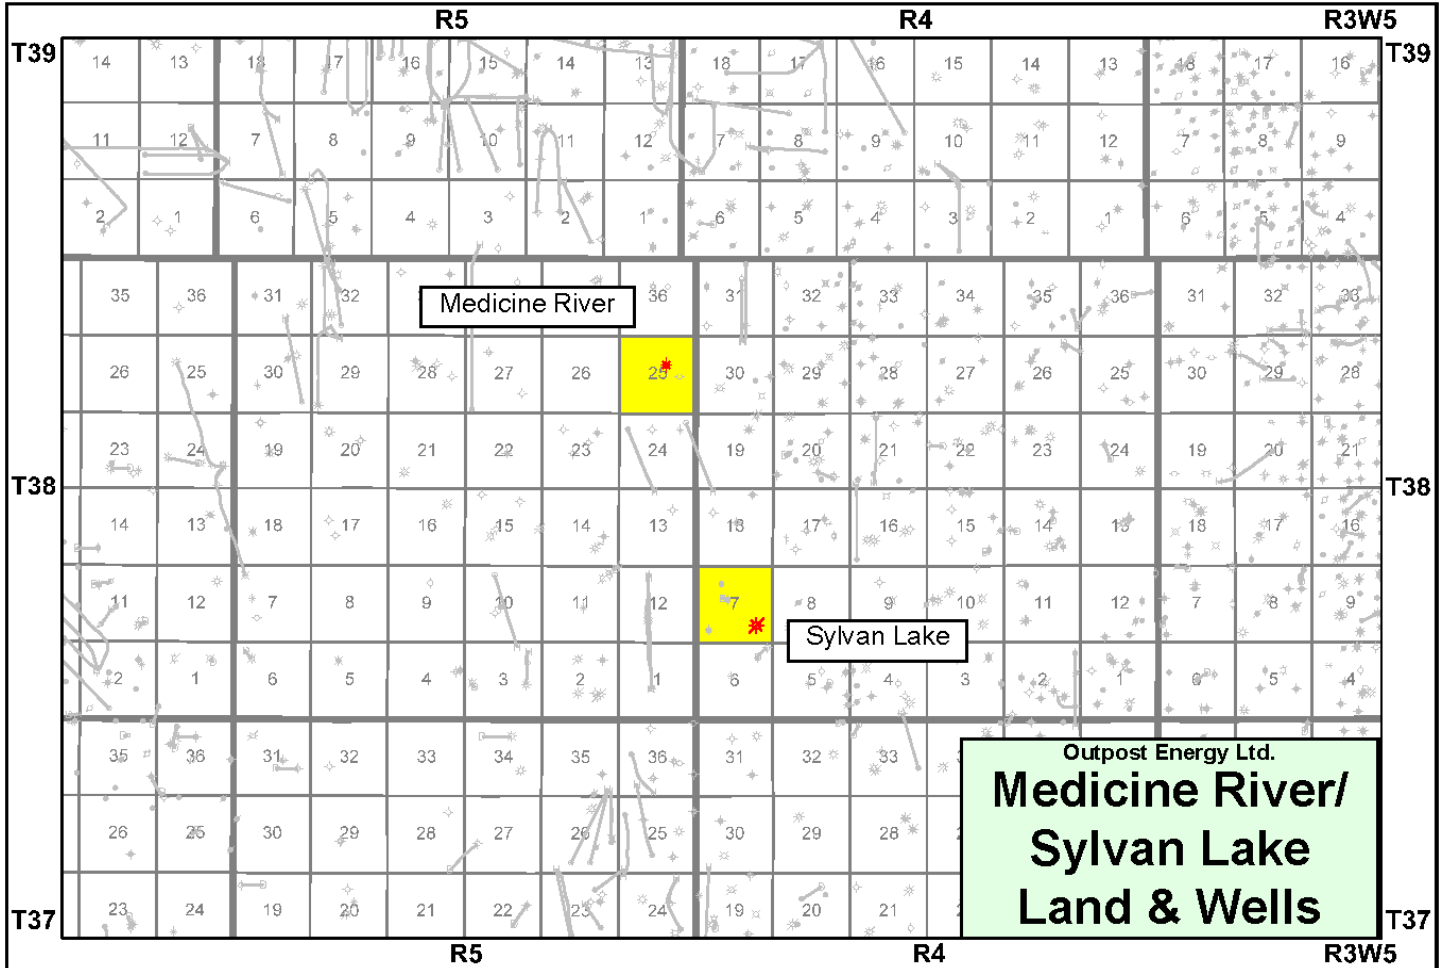 R5 R4 R3W5
T39 T39
14 13 18 17 16 15 14 13 18 17 16 15 14 13 18 17 16
11 12 7 8 9 10 11 12 7 8 9 10 11 12 7 8 9
2 1 6 5 4 3 2 1 6 5 4 3 2 1 6 5 4
35 36 31 32 36 31 32 33 34 35 36 31 32 33
Medicine River
26 25 30 29 28 27 26 25 30 29 28 27 26 25 30 29 28
23 24 19 20 21 22 23 24 19 20 21 22 23 24 19 20 21
T38 T38
14 13 18 17 16 15 14 13 18 17 16 15 14 13 18 17 16
11 12 7 8 9 10 11 12 7 8 9 10 11 12 7 8 9
Sylvan Lake
2 1 6 5 4 3 2 1 6 5 4 3 2 1 6 5 4
35 36 31 32 33 34 35 36 31 32 33
Outpost Energy Ltd.
Medicine River/
Sylvan Lake
Land & Wells
26 25 30 29 28 27 26 25 30 29 28
23 24 19 20 21 22 23 24 19 20 21
T37 T37
R5 R4 R3W5